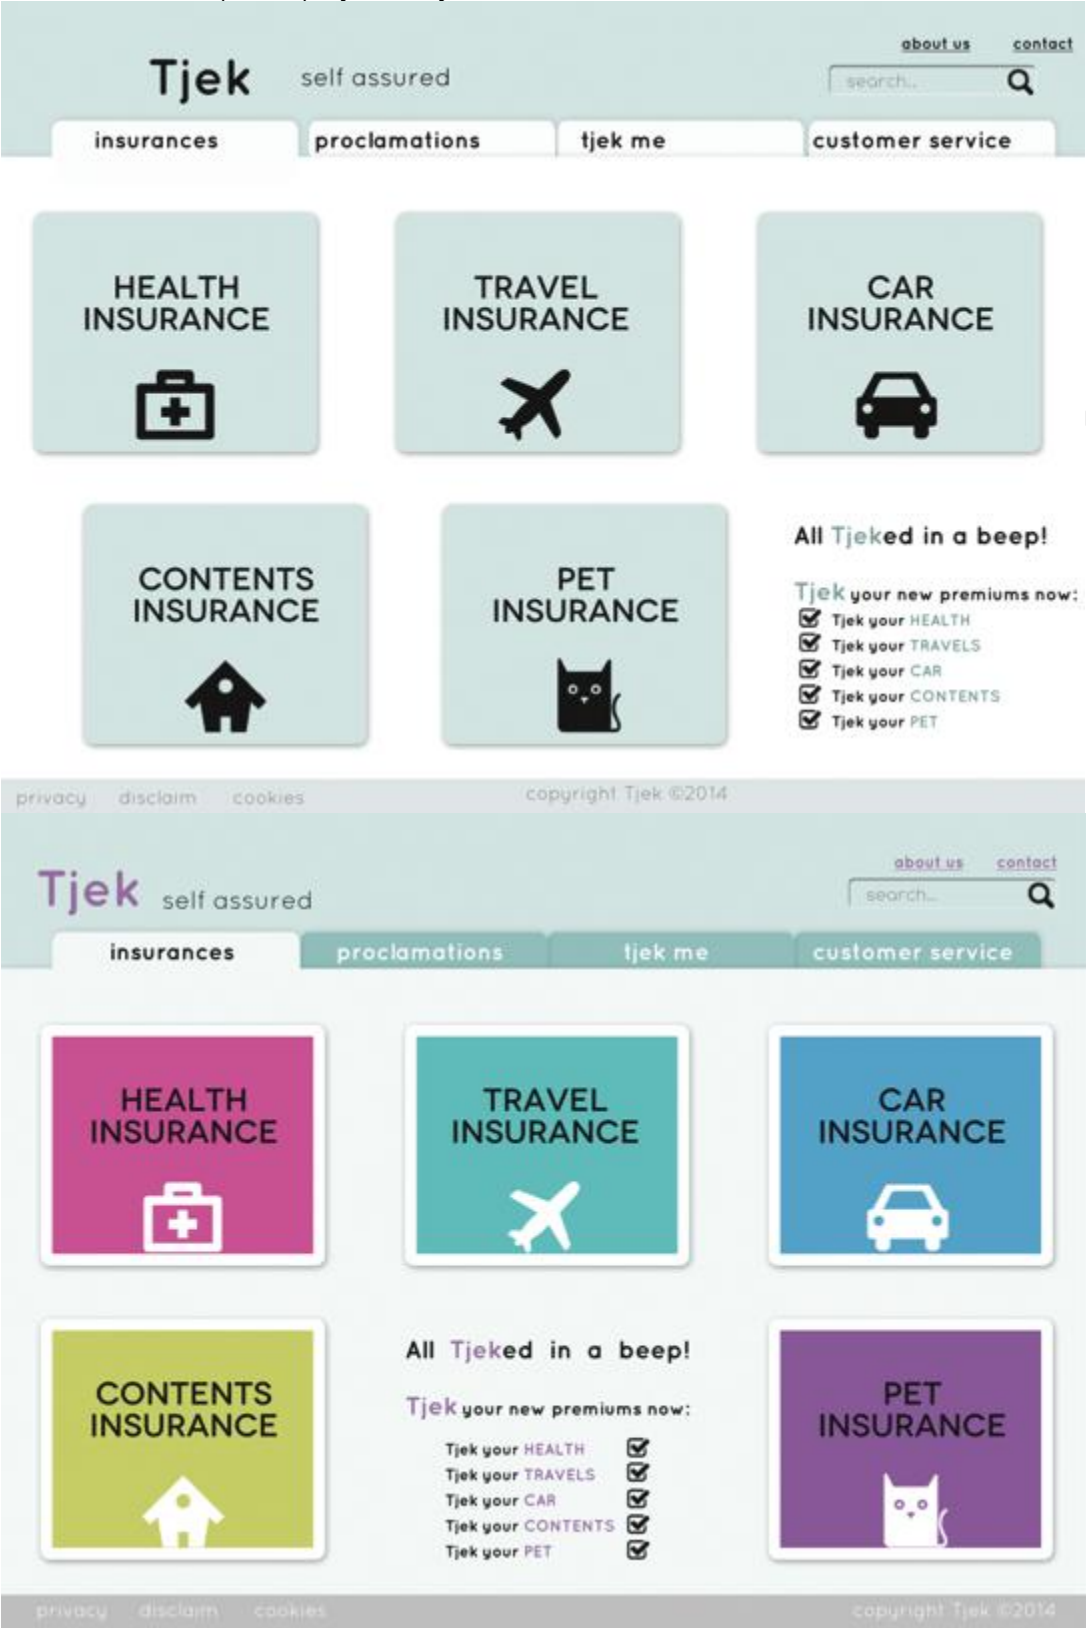 about us contact
Tjek self assured search..
insurances proclamations tjek me customer service
HEALTH
INSURANCE
TRAVEL
INSURANCE
CAR
INSURANCE
CONTENTS
INSURANCE
PET
INSURANCE
All Tjeked in a beep!
Tjek your new premiums now:
Tjek your HEALTH
Tjek your TRAVELS
Tjek your CAR
Tjek your CONTENTS
Tjek your PET
privacy disclaim cookies copyright Tjek ©2014
about us contact
Tjek self assured search...
insurances proclamations tjek me customer service
HEALTH
INSURANCE
TRAVEL
INSURANCE
CAR
INSURANCE
CONTENTS
INSURANCE
All Tjeked in a beep!
Tjek your new premiums now:
Tjek your HEALTH
Tjek your TRAVELS
Tjek your CAR
Tjek your CONTENTS
Tjek your PET
PET
INSURANCE
privacy disclaim cookies copyright Tjek ©2014